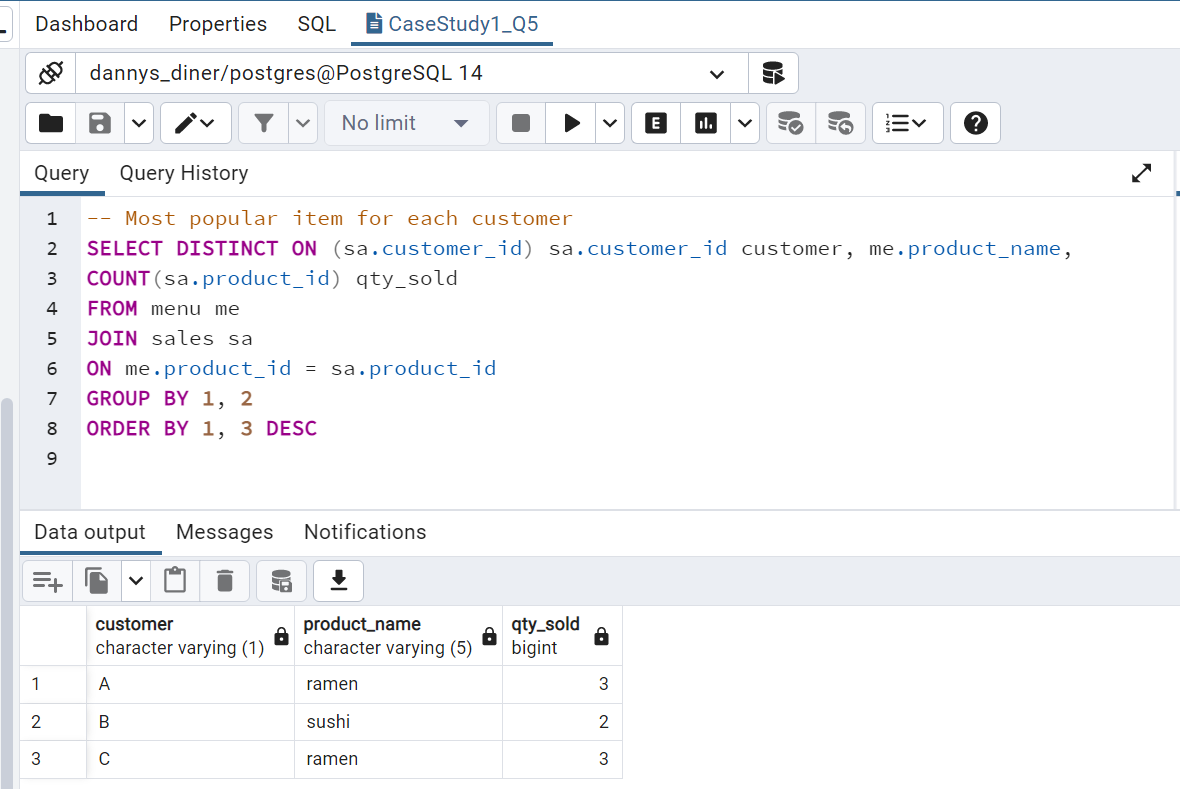 Dashboard Properties SQL CaseStudy1_Q5
dannys_diner/postgres@PostgreSQL 14
No limit E
Query Query History
1 -- Most popular item for each customer
2 SELECT DISTINCT ON (sa.customer_id) sa.customer_id customer, me.product_name,
3 COUNT(sa.product_id) qty_sold
4 FROM menu me
5 JOIN sales sa
6 ON me.product_id = sa.product_id
7 GROUP BY 1, 2
8 ORDER BY 1, 3 DESC
9
Data output Messages Notifications
customer product_name qty_sold
character varying (1) character varying (5) bigint
1 A ramen 3
2 B sushi 2
3 C ramen 3